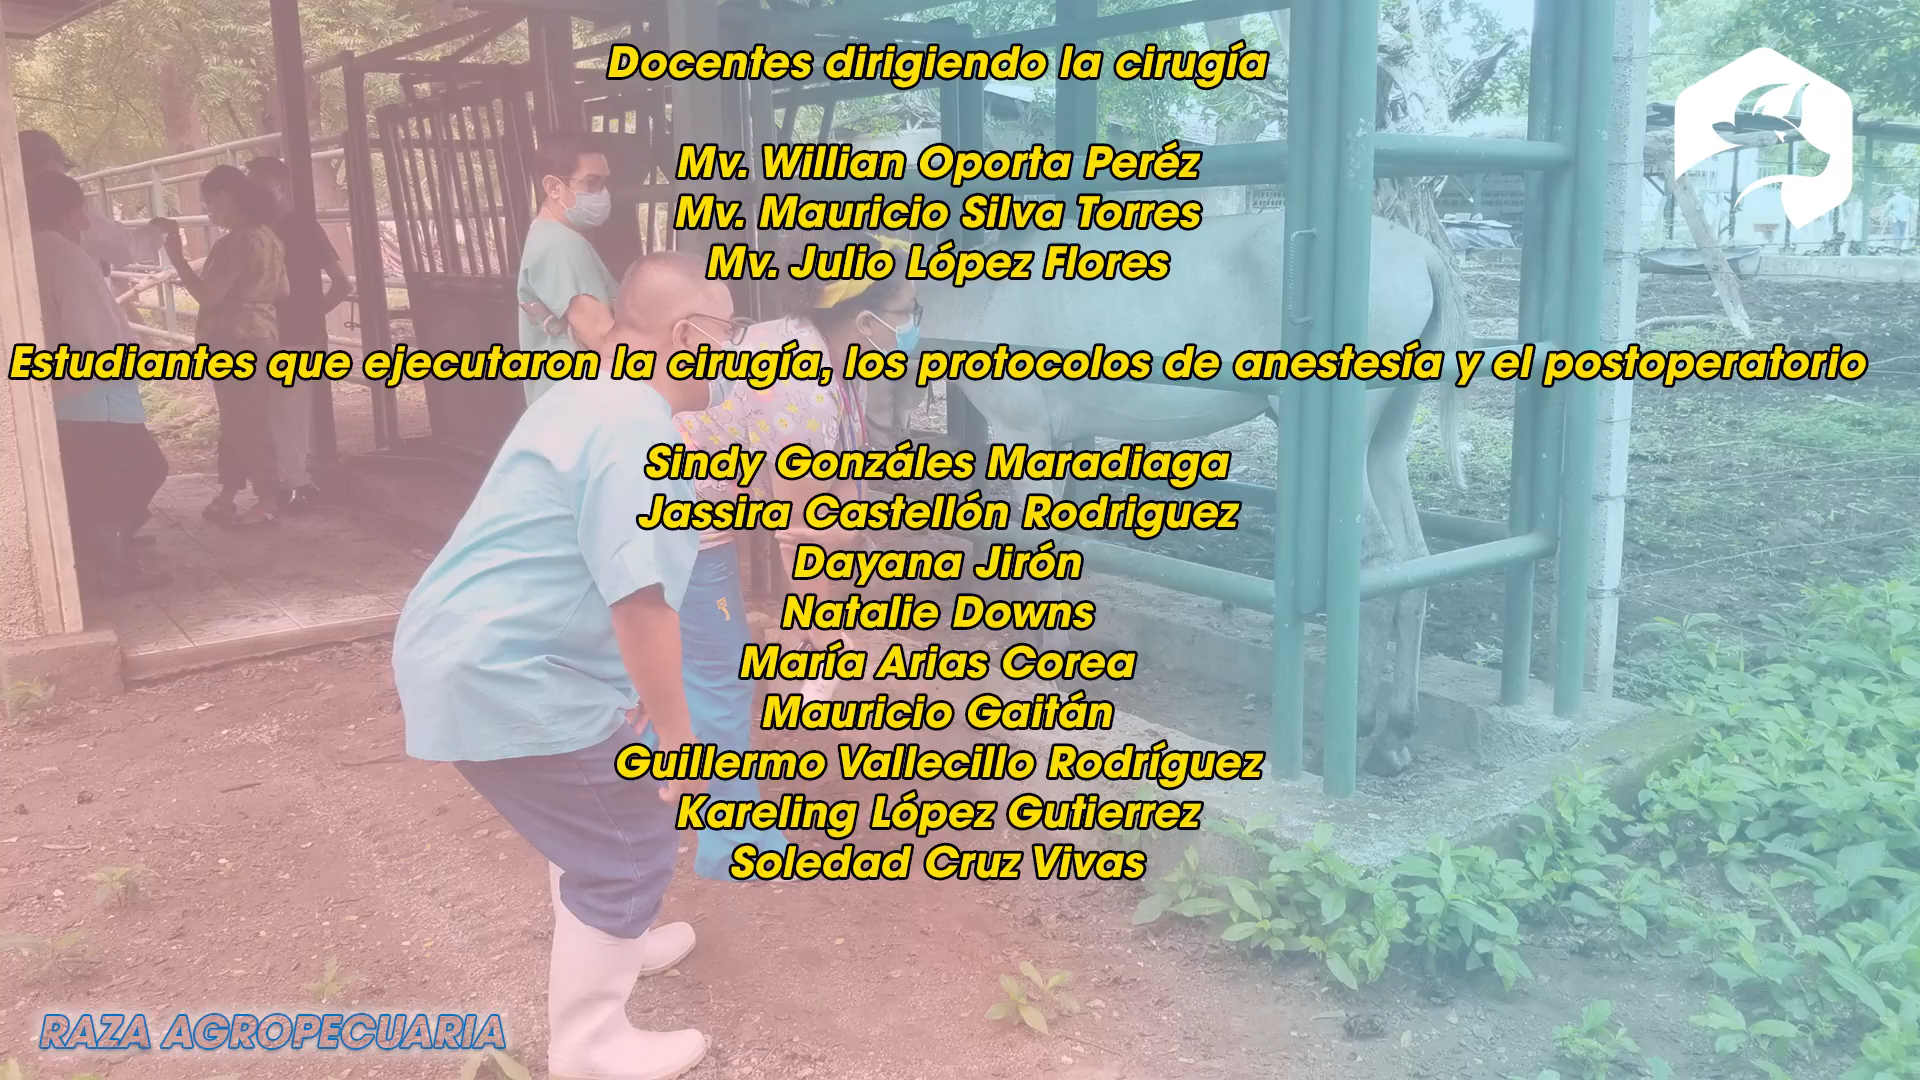 Docentes dirigiendo la cirugía
Mv. Willian Oporta Peréz
Mv. Mauricio Silva Torres
Mv. Julio López Flores
Estudiantes que ejecutaron la cirugía, los protocolos de anestesía y el postoperatorio
Sindy Gonzáles Maradiaga
Jassira Castellón Rodriguez
Dayana Jirón
Natalie Downs
María Arias Corea
Mauricio Gaitán
Guillermo Vallecillo Rodríguez
Kareling López Gutierrez
Soledad Cruz Vivas
RAZA AGROPECUARIA